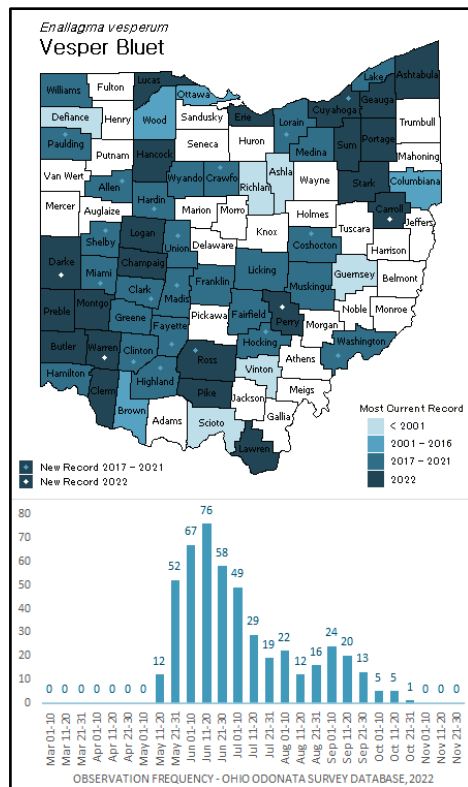 Enallagma vesperum
Vesper Bluet
Williams Fulton Lucas Ottawa Lake Ashtabula
Defiance Henry Wood Sandusky Erie Lorain Cuyahoga Geauga Trumbull
Paulding Putnam Hancock Seneca Huron Medina Sum Portage Mahoning
Van Wert Allen Wyando Crawfo Richlan Ashla Wayne Stark Columbiana
Mercer Auglaize Hardin Marion Morro Holmes Tuscara Carroll Jeffers
Shelby Logan Union Delaware Knox Coshocton Harrison
Darke Miami Champaig Licking Guernsey Belmont
Preble Montgo Clark Madis Franklin Muskingu Noble Monroe
Greene Fayette Pickawa Fairfield Perry Morgan
Butler Warren Clinton Hocking Athens Washington
Hamilton Clerm Highland Ross Vinton Meigs
Brown Adams Pike Jackson Gallia
Scioto Lawren
Most Current Record
< 2001
2001 - 2016
2017 - 2021
2022
New Record 2017 - 2021
New Record 2022
80
70
60
50
40
30
20
10
0
0 0 0 0 0 0 0 12 52 67 76 58 49 29 19 22 12 16 24 20 13 5 5 1 0 0 0
Mar 01-10
Mar 11-20
Mar 21-31
Apr 01-10
Apr 11-20
Apr 21-30
May 01-10
May 11-20
May 21-31
Jun 01-10
Jun 11-20
Jun 21-30
Jul 01-10
Jul 11-20
Jul 21-31
Aug 01-10
Aug 11-20
Aug 21-31
Sep 01-10
Sep 11-20
Sep 21-30
Oct 01-10
Oct 11-20
Oct 21-31
Nov 01-10
Nov 11-20
Nov 21-30
OBSERVATION FREQUENCY - OHIO ODONATA SURVEY DATABASE, 2022